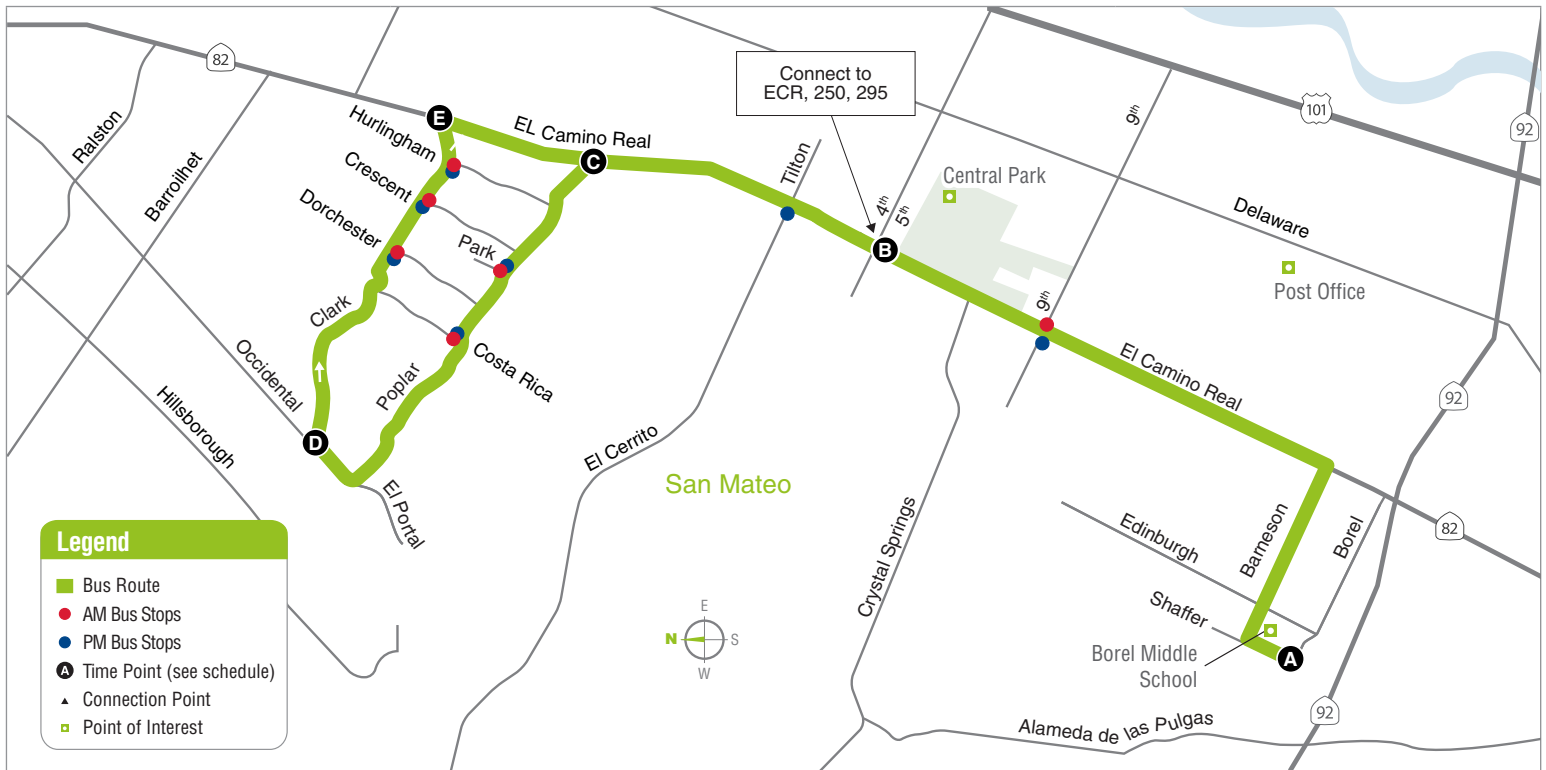 82
101
92
Connect to
ECR, 250, 295
Ralston
Barroilhet
Hurlingham
E
EL Camino Real
C
Crescent
Dorchester
Park
Tilton
4th
5th
B
Central Park
9th
Delaware
Post Office
9th
Clark
Occidental
Hillsborough
D
Poplar
Costa Rica
El Portal
El Cerrito
San Mateo
El Camino Real
92
82
Crystal Springs
Edinburgh
Barneson
Borel
Shaffer
Borel Middle
School
A
92
Alameda de las Pulgas
E
N
S
W
Legend
Bus Route
AM Bus Stops
PM Bus Stops
A Time Point (see schedule)
Connection Point
Point of Interest